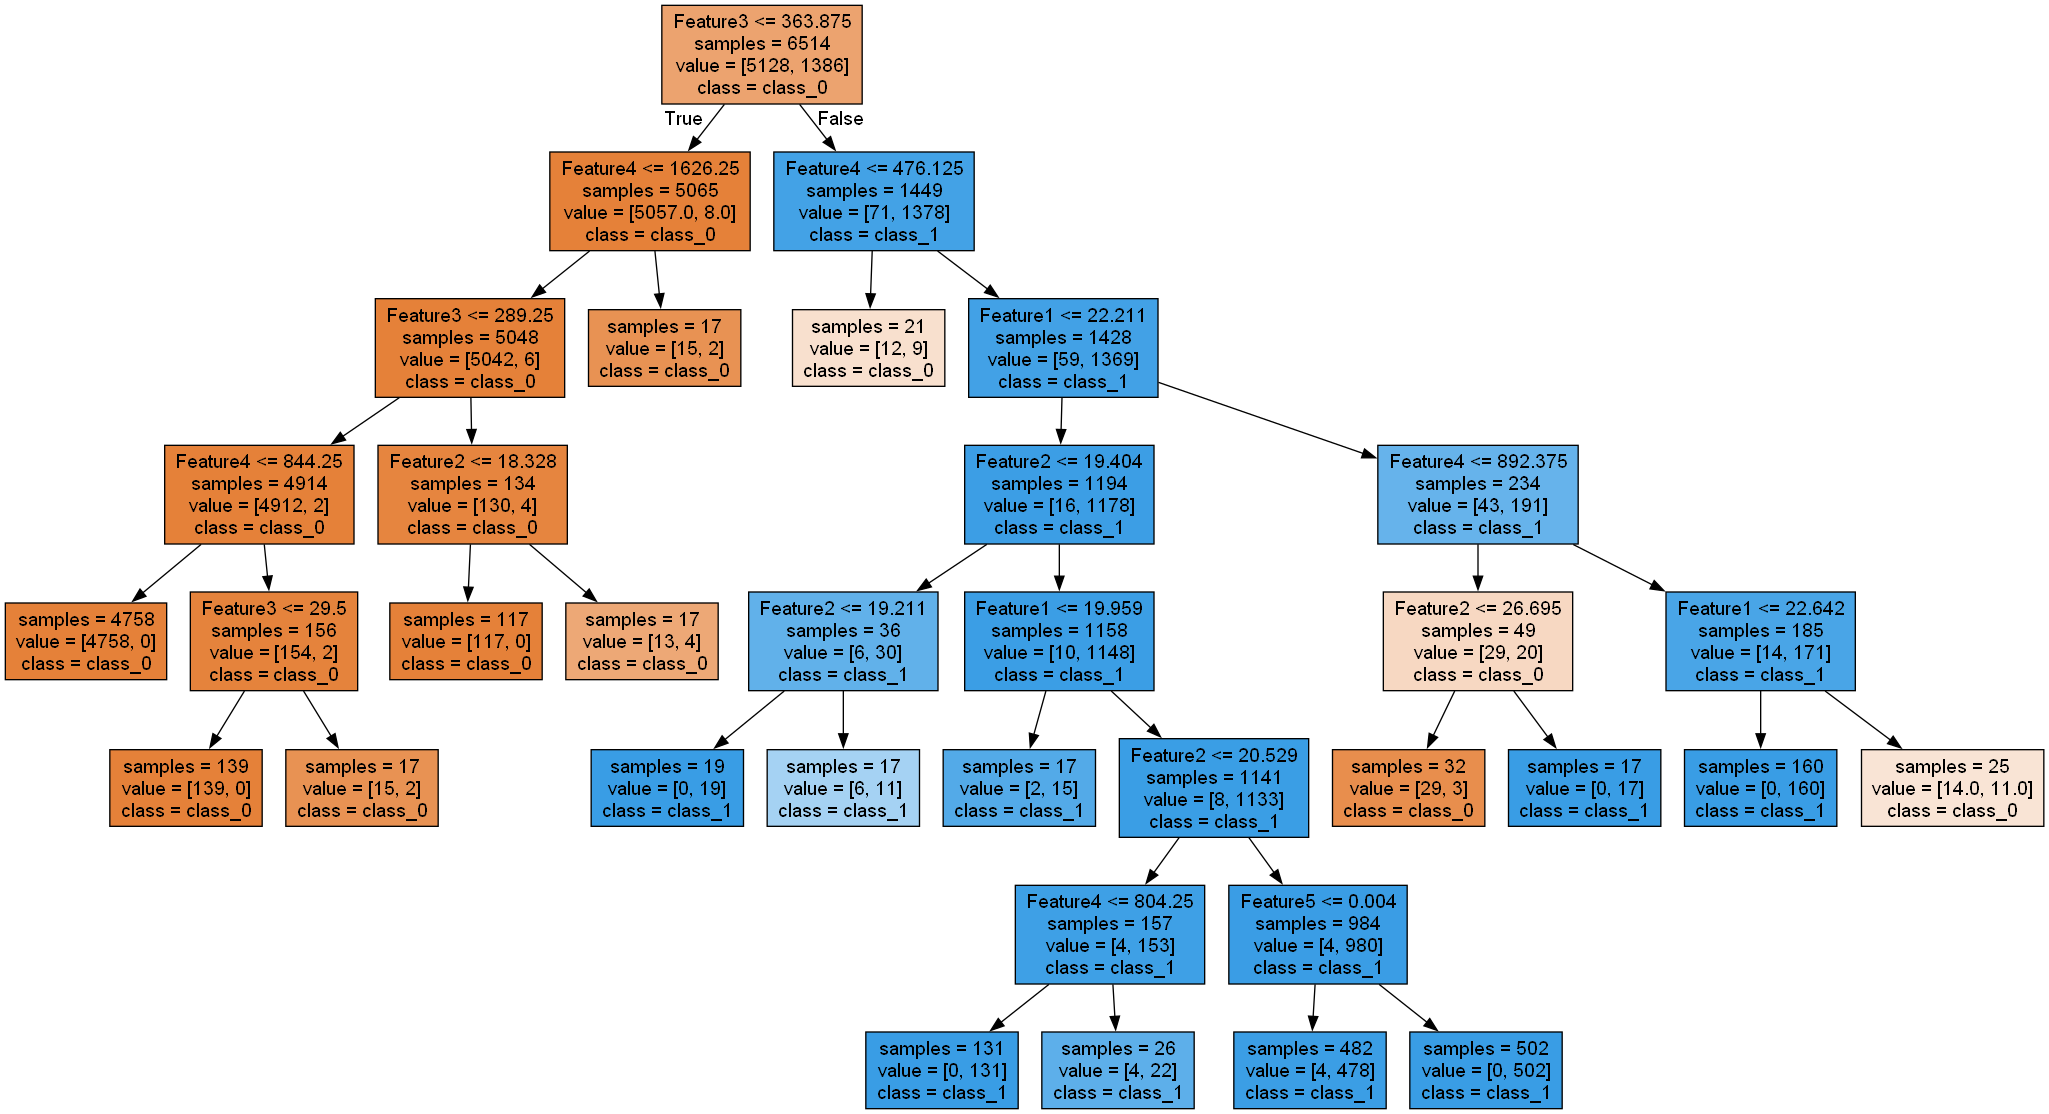 Feature3 <= 363.875
samples = 6514
value = [5128, 1386]
class = class_0
True
False
Feature4 <= 1626.25
samples = 5065
value = [5057.0, 8.0]
class = class_0
Feature4 <= 476.125
samples = 1449
value = [71, 1378]
class = class_1
Feature3 <= 289.25
samples = 5048
value = [5042, 6]
class = class_0
samples = 17
value = [15, 2]
class = class_0
samples = 21
value = [12, 9]
class = class_0
Feature1 <= 22.211
samples = 1428
value = [59, 1369]
class = class_1
Feature4 <= 844.25
samples = 4914
value = [4912, 2]
class = class_0
Feature2 <= 18.328
samples = 134
value = [130, 4]
class = class_0
Feature2 <= 19.404
samples = 1194
value = [16, 1178]
class = class_1
Feature4 <= 892.375
samples = 234
value = [43, 191]
class = class_1
samples = 4758
value = [4758, 0]
class = class_0
Feature3 <= 29.5
samples = 156
value = [154, 2]
class = class_0
samples = 117
value = [117, 0]
class = class_0
samples = 17
value = [13, 4]
class = class_0
Feature2 <= 19.211
samples = 36
value = [6, 30]
class = class_1
Feature1 <= 19.959
samples = 1158
value = [10, 1148]
class = class_1
Feature2 <= 26.695
samples = 49
value = [29, 20]
class = class_0
Feature1 <= 22.642
samples = 185
value = [14, 171]
class = class_1
samples = 139
value = [139, 0]
class = class_0
samples = 17
value = [15, 2]
class = class_0
samples = 19
value = [0, 19]
class = class_1
samples = 17
value = [6, 11]
class = class_1
samples = 17
value = [2, 15]
class = class_1
Feature2 <= 20.529
samples = 1141
value = [8, 1133]
class = class_1
samples = 32
value = [29, 3]
class = class_0
samples = 17
value = [0, 17]
class = class_1
samples = 160
value = [0, 160]
class = class_1
samples = 25
value = [14.0, 11.0]
class = class_0
Feature4 <= 804.25
samples = 157
value = [4, 153]
class = class_1
Feature5 <= 0.004
samples = 984
value = [4, 980]
class = class_1
samples = 131
value = [0, 131]
class = class_1
samples = 26
value = [4, 22]
class = class_1
samples = 482
value = [4, 478]
class = class_1
samples = 502
value = [0, 502]
class = class_1